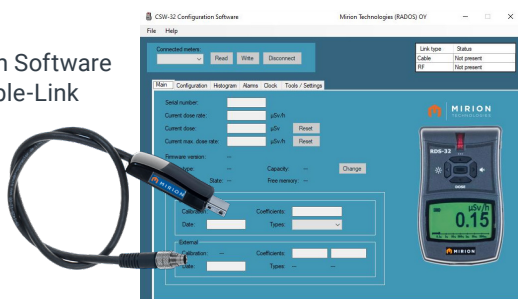 n Software
ble-Link
CSW-32 Configuration Software
Mirion Technologies (RADOS) OY
File Help
Connected meters:
Read Write Disconnect
Link type: Status
Cable Not present
RF Not present
Main Configuration Histogram Alarms Clock Tools / Settings
Serial number:
Current dose rate: µSv/h
Current dose: µSv Reset
Current max. dose rate: µSv/h Reset
Firmware version: --
type: -- Capacity: -- Change
State: -- Free memory: --
Calibration: Coefficients:
Date: Types:
External
Calibration: -- Coefficients:
Date: Types: -- --
MIRION
TECHNOLOGIES
RDS-32
DOSE
µSv/h
0.15
MIRION
MIRION